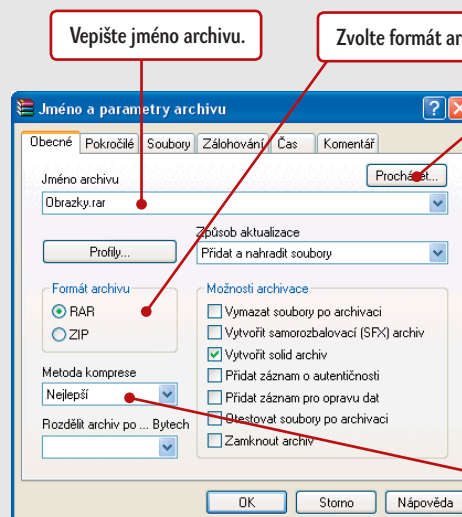 Vepište jméno archivu.
Zvolte formát
Jméno a parametry archivu
Obecné Pokročilé Soubory Zálohování Čas Komentář
Jméno archivu
Procházet...
Obrazky.rar
Způsob aktualizace
Profily...
Přidat a nahradit soubory
Formát archivu
RAR
ZIP
Možnosti archivace
Vymazat soubory po archivaci
Vytvořit samorozbalovací (SFX) archiv
Vytvořit solid archiv
Přidat záznam o autentičnosti
Přidat záznam pro opravu dat
Otestovat soubory po archivaci
Zamknout archiv
Metoda komprese
Nejlepší
Rozdělit archiv po ... Bytech
OK Storno Nápověda